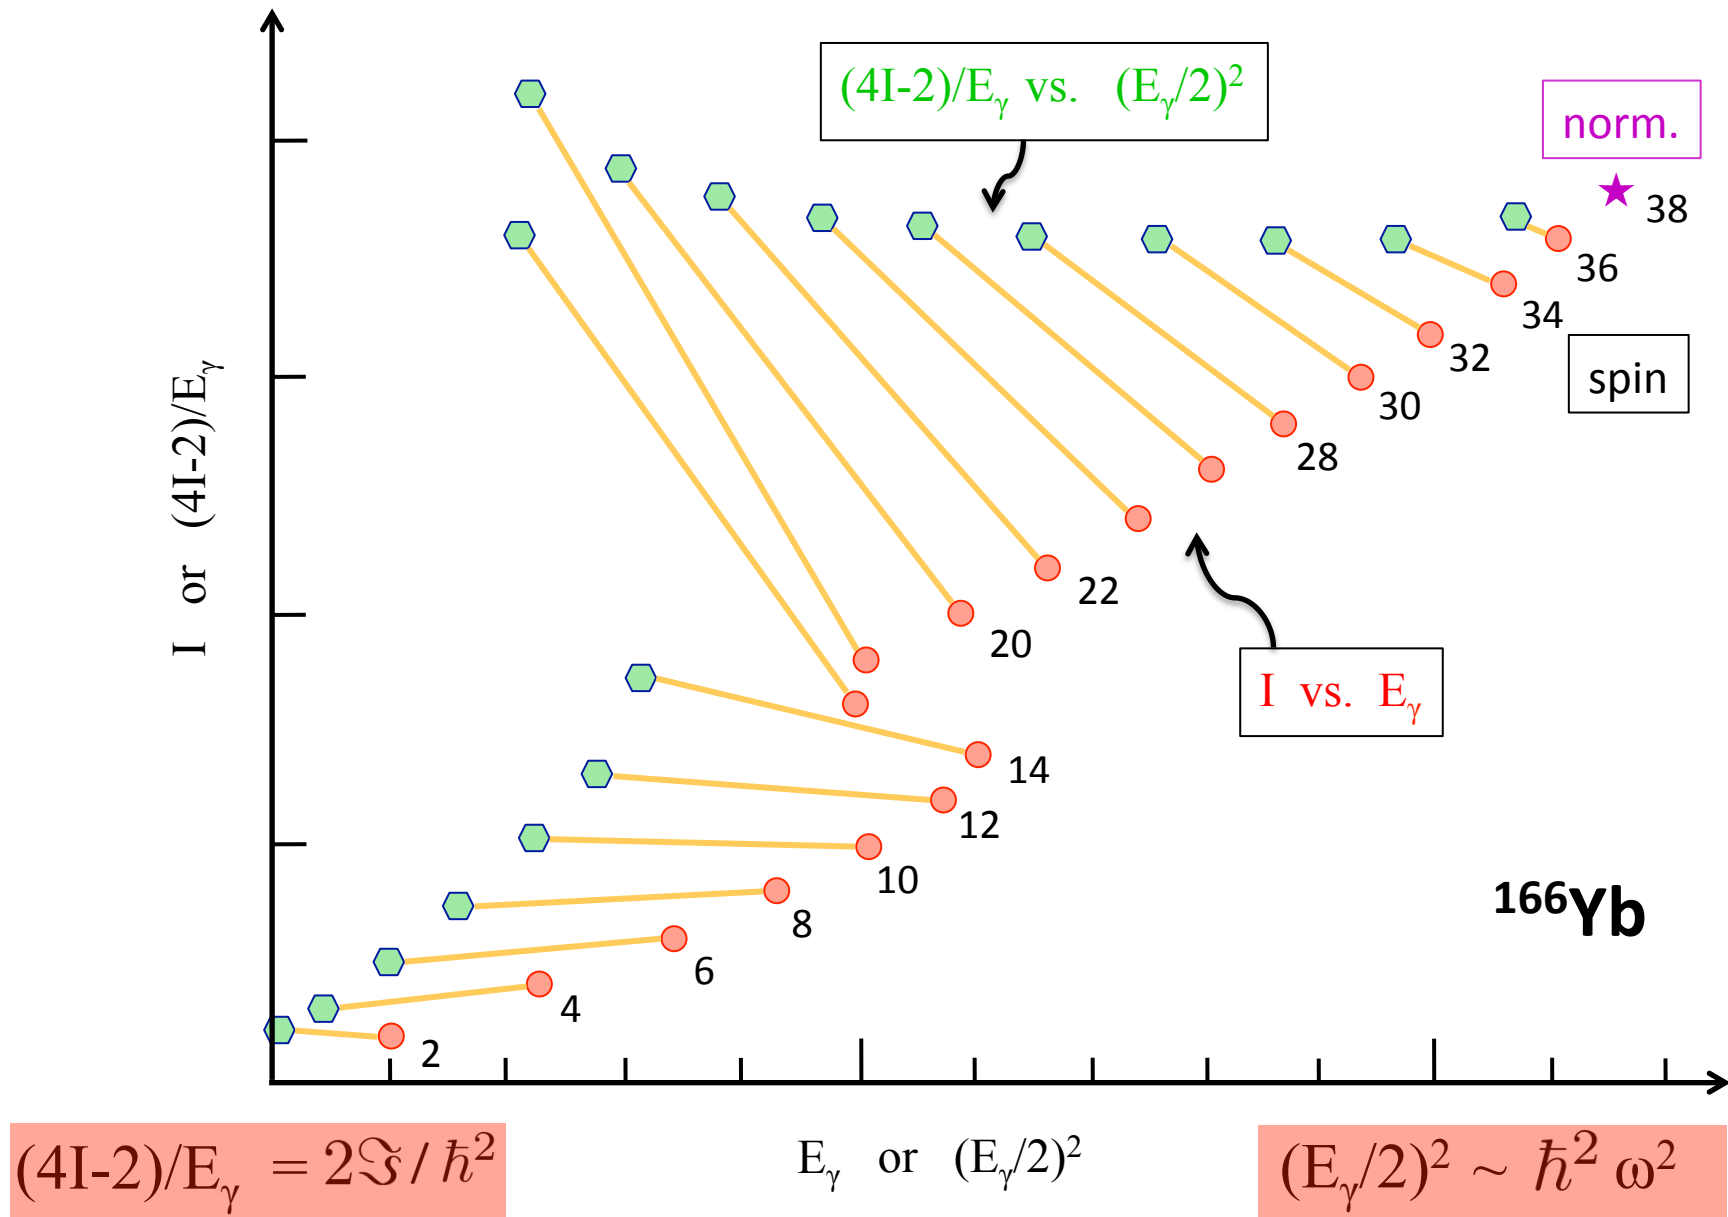 (4I-2)/Eγ vs. (Eγ/2)²
norm.
38
36
34
32
spin
30
28
I or (4I-2)/Eγ
22
20
I vs. Eγ
14
12
10
¹⁶⁶Yb
8
6
4
2
(4I-2)/Eγ = 2ℑ/ℏ²
Eγ or (Eγ/2)²
(Eγ/2)² ~ ℏ² ω²